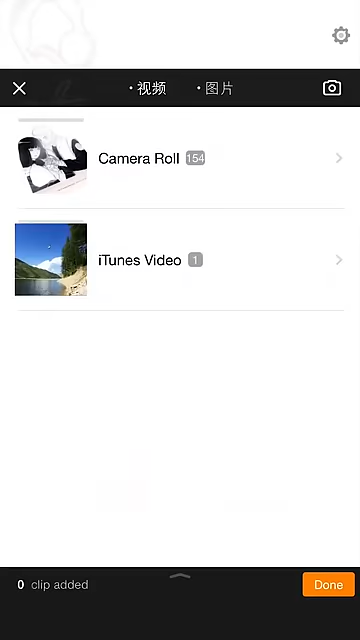 • 视频 • 图片
Camera Roll 154
iTunes Video 1
0 clip added Done